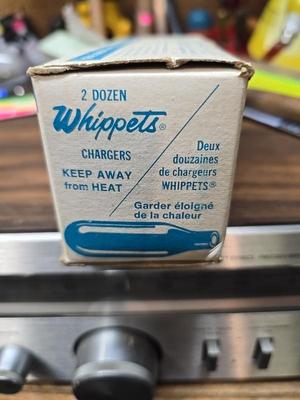 2 DOZEN
Whippets®
CHARGERS
KEEP AWAY
from HEAT
Deux
douzaines
de chargeurs
WHIPPETS®
Garder éloigné
de la chaleur